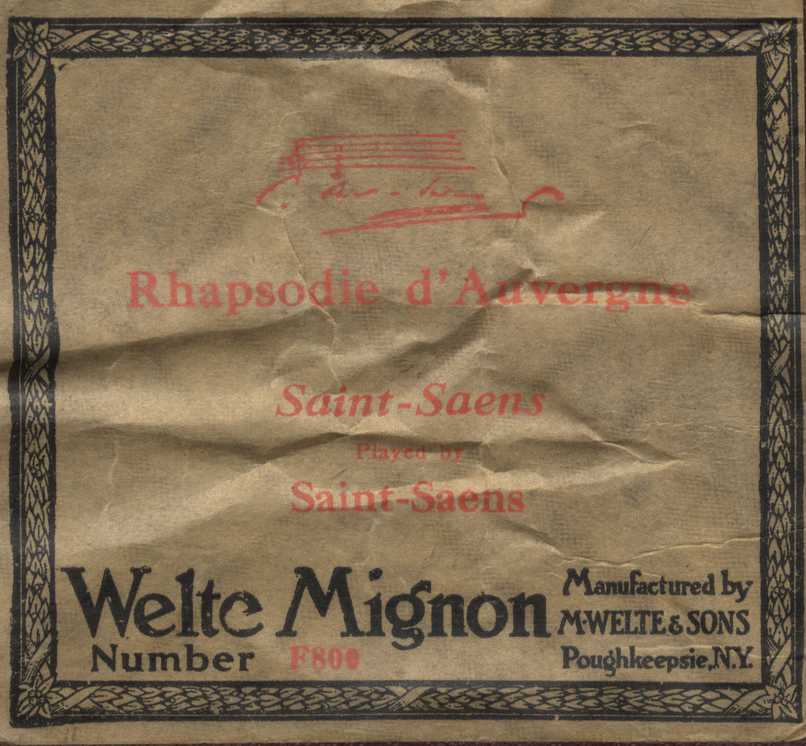 Rhapsodie d'Auvergne
Saint-Saens
Played by
Saint-Saens
Welte Mignon
Number F800
Manufactured by
M·WELTE & SONS
Poughkeepsie, N.Y.